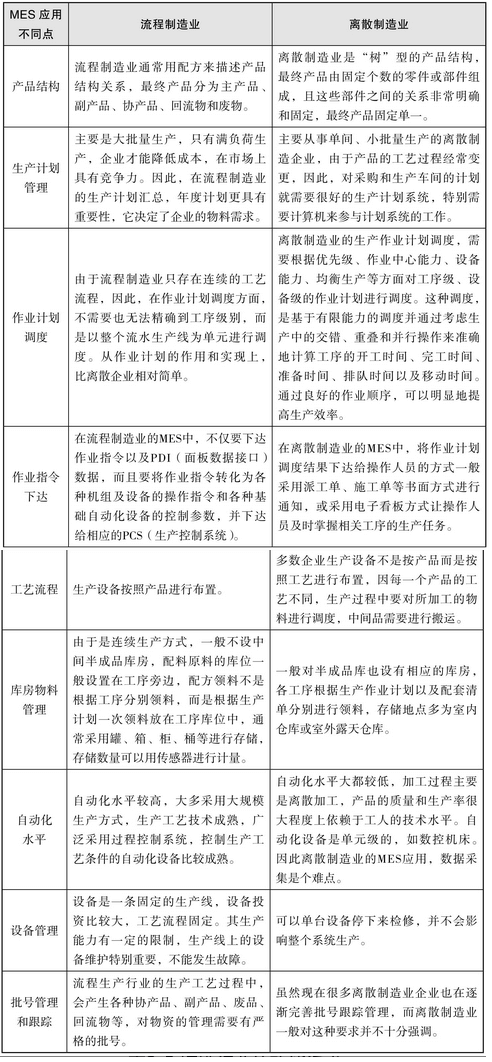 MES 应用
不同点
流程制造业
离散制造业
产品结构
流程制造业通常用配方来描述产品
结构关系，最终产品分为主产品、
副产品、协产品、回流物和废物。
离散制造业是“树”型的产品结构，
最终产品由固定个数的零件或部件组
成，且这些部件之间的关系非常明确
和固定，最终产品固定单一。
生产计划
管理
主要是大批量生产，只有满负荷生
产，企业才能降低成本，在市场上
具有竞争力。因此，在流程制造业
的生产计划汇总，年度计划更具有
重要性，它决定了企业的物料需求。
主要从事单间、小批量生产的离散制
造企业，由于产品的工艺过程经常变
更，因此，对采购和生产车间的计划
就需要很好的生产计划系统，特别需
要计算机来参与计划系统的工作。
作业计划
调度
由于流程制造业只存在连续的工艺
流程，因此，在作业计划调度方面，
不需要也无法精确到工序级别，而
是以整个流水生产线为单元进行调
度。从作业计划的作用和实现上，
比离散企业相对简单。
离散制造业的生产作业计划调度，需
要根据优先级、作业中心能力、设备
能力、均衡生产等方面对工序级、设
备级的作业计划进行调度。这种调度，
是基于有限能力的调度并通过考虑生
产中的交错、重叠和并行操作来准确
地计算工序的开工时间、完工时间、
准备时间、排队时间以及移动时间。
通过良好的作业顺序，可以明显地提
高生产效率。
作业指令
下达
在流程制造业的MES中，不仅要下达
作业指令以及PDI（面板数据接口）
数据，而且要将作业指令转化为各
种机组及设备的操作指令和各种基
础自动化设备的控制参数，并下达
给相应的PCS（生产控制系统）。
在离散制造业的MES中，将作业计划
调度结果下达给操作人员的方式一般
采用派工单、施工单等书面方式进行
通知，或采用电子看板方式让操作人
员及时掌握相关工序的生产任务。
工艺流程
生产设备按照产品进行布置。
多数企业生产设备不是按产品而是按
照工艺进行布置，因每一个产品的工
艺不同，生产过程中要对所加工的物
料进行调度，中间品需要进行搬运。
库房物料
管理
由于是连续生产方式，一般不设中
间半成品库房，配料原料的库位一
般设置在工序旁边，配方领料不是
根据工序分别领料，而是根据生产
计划一次领料放在工序库位中，通
常采用罐、箱、柜、桶等进行存储，
存储数量可以用传感器进行计量。
一般对半成品库也设有相应的库房，
各工序根据生产作业计划以及配套清
单分别进行领料，存储地点多为室内
仓库或室外露天仓库。
自动化
水平
自动化水平较高，大多采用大规模
生产方式，生产工艺技术成熟，广
泛采用过程控制系统，控制生产工
艺条件的自动化设备比较成熟。
自动化水平大都较低，加工过程主要
是离散加工，产品的质量和生产率很
大程度上依赖于工人的技术水平。自
动化设备是单元级的，如数控机床。
因此离散制造业的MES应用，数据采
集是个难点。
设备管理
设备是一条固定的生产线，设备投
资比较大，工艺流程固定。其生产
能力有一定的限制，生产线上的设
备维护特别重要，不能发生故障。
可以单台设备停下来检修，并不会影
响整个系统生产。
批号管理
和跟踪
流程生产行业的生产工艺过程中，
会产生各种协产品、副产品、废品、
回流物等，对物资的管理需要有严
格的批号。
虽然现在很多离散制造业企业也在逐
渐完善批号跟踪管理，而离散制造业
一般对这种要求并不十分强调。